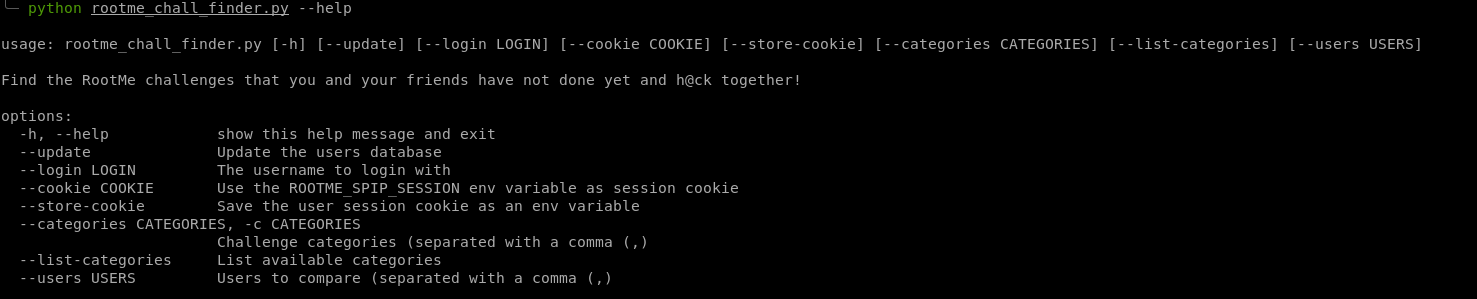 ╰─ python rootme_chall_finder.py --help
usage: rootme_chall_finder.py [-h] [--update] [--login LOGIN] [--cookie COOKIE] [--store-cookie] [--categories CATEGORIES] [--list-categories] [--users USERS]
Find the RootMe challenges that you and your friends have not done yet and h@ck together!
options:
  -h, --help            show this help message and exit
  --update              Update the users database
  --login LOGIN         The username to login with
  --cookie COOKIE       Use the ROOTME_SPIP_SESSION env variable as session cookie
  --store-cookie        Save the user session cookie as an env variable
  --categories CATEGORIES, -c CATEGORIES
                        Challenge categories (separated with a comma (,)
  --list-categories     List available categories
  --users USERS         Users to compare (separated with a comma (,)